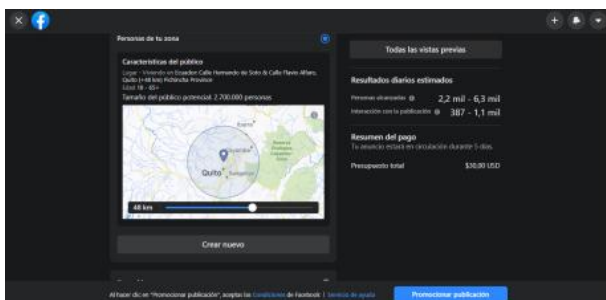 Personas de tu zona
Todas las vistas previas
Características del público
Lugar - Viviendo en Ecuador: Calle Hernando de Soto & Calle Flavio Alfaro,
Quito (+48 km) Pichincha Province
Edad 18 - 65+
Tamaño del público potencial: 2.700.000 personas
Resultados diarios estimados
Personas alcanzadas 2,2 mil - 6,3 mil
Interacción con la publicación 387 - 1,1 mil
Resumen del pago
Tu anuncio estará en circulación durante 5 días.
Presupuesto total $30,00 USD
Ibarra
Cayambe
Quito
48 km
Crear nuevo
Al hacer clic en "Promocionar publicación", aceptas las Condiciones de Facebook | Servicio de ayuda
Promocionar publicación